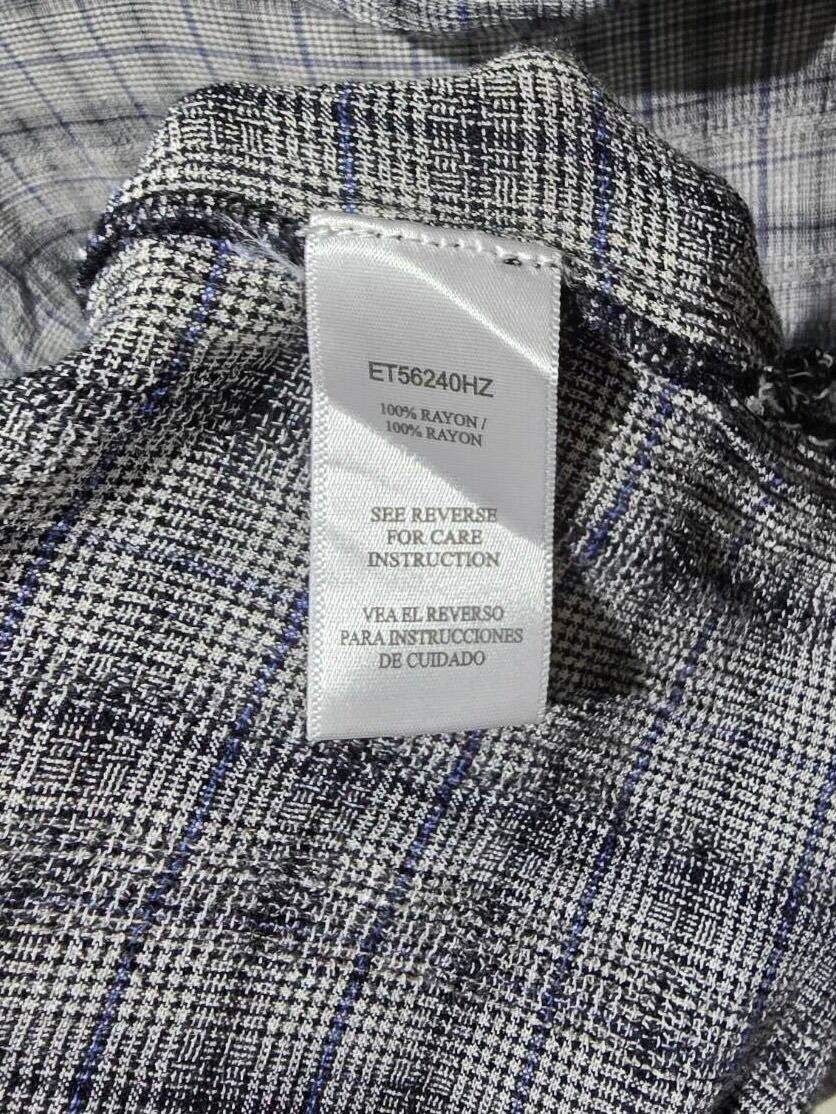 ET56240HZ
100% RAYON /
100% RAYON
SEE REVERSE
FOR CARE
INSTRUCTION
VEA EL REVERSO
PARA INSTRUCCIONES
DE CUIDADO